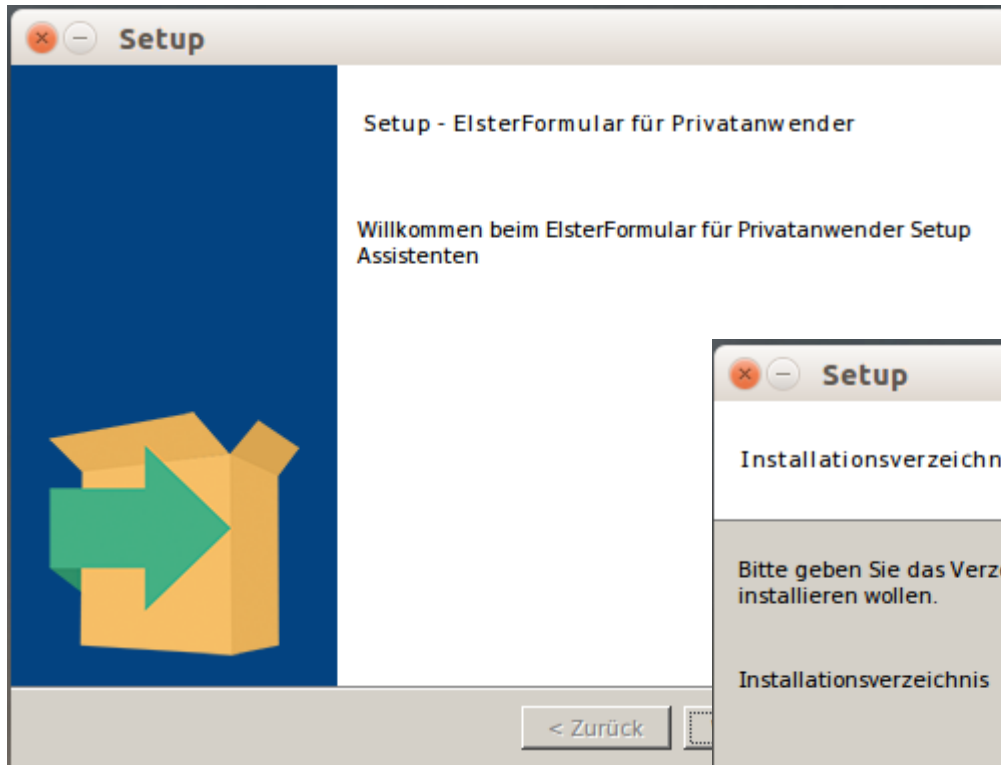 Setup
Setup - ElsterFormular für Privatanwender
Willkommen beim ElsterFormular für Privatanwender Setup
Assistenten
< Zurück
Setup
Installationsverzeichn
Bitte geben Sie das Verz
installieren wollen.
Installationsverzeichnis